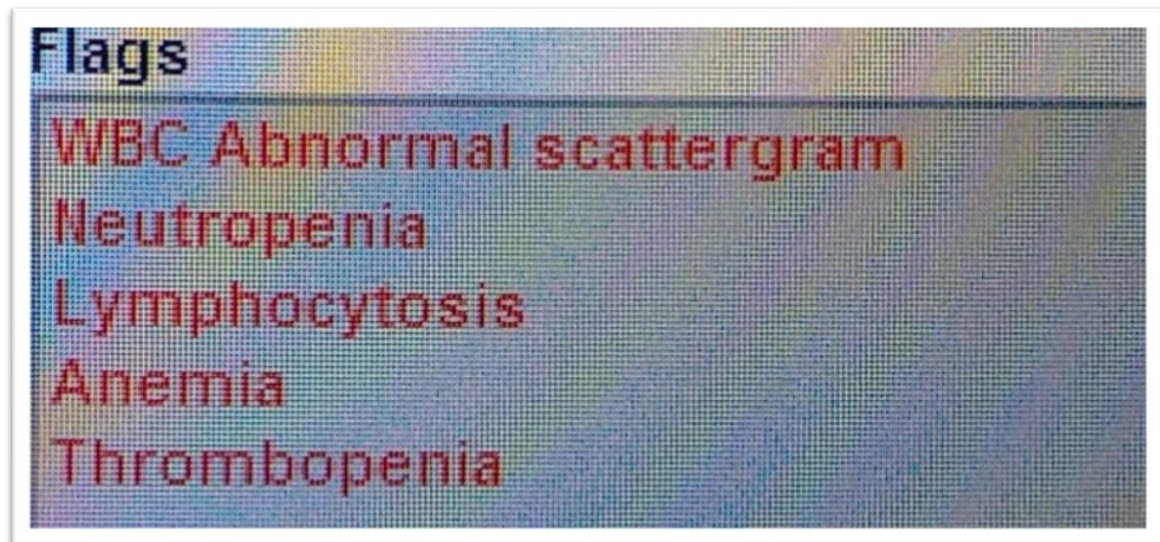 Flags
WBC Abnormal scattergram
Neutropenia
Lymphocytosis
Anemia
Thrombopenia